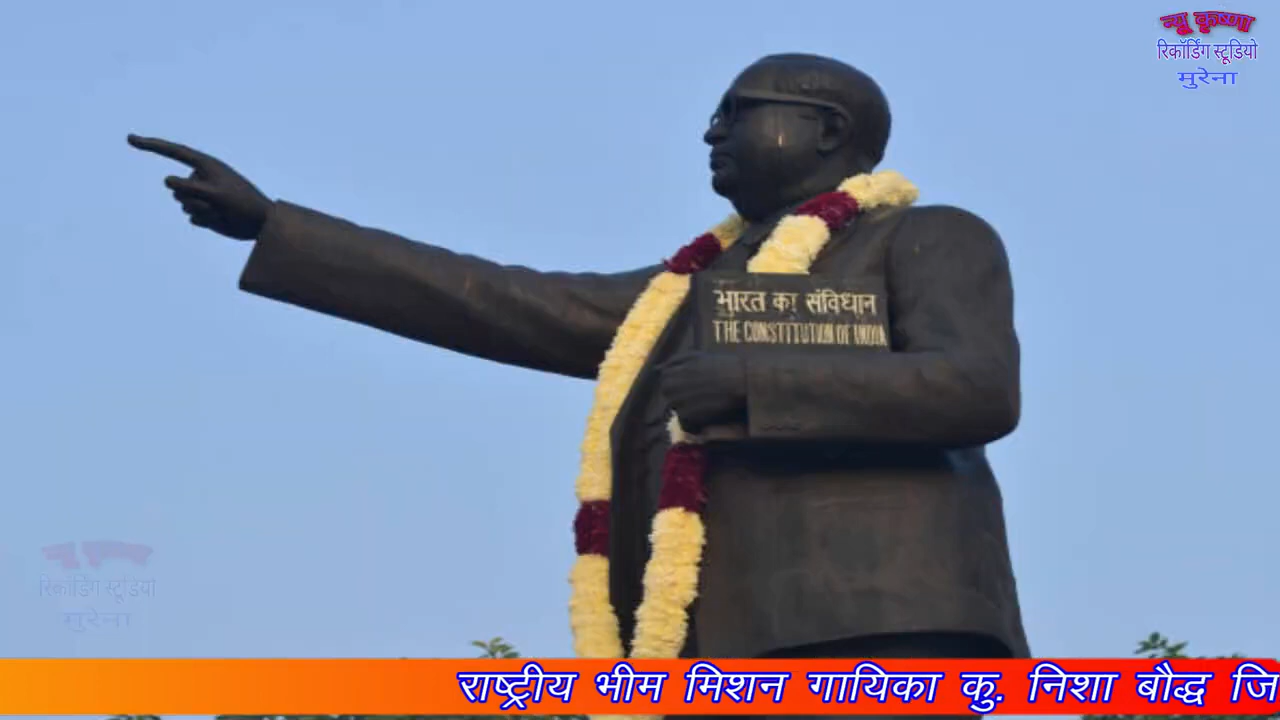 न्यू कृष्णा
रिकॉर्डिंग स्टूडियो
मुरेना
भारत का संविधान
THE CONSTITUTION OF INDIA
रिकॉर्डिंग स्टूडियो
मुरेना
राष्ट्रीय भीम मिशन गायिका कु. निशा बौद्ध जि